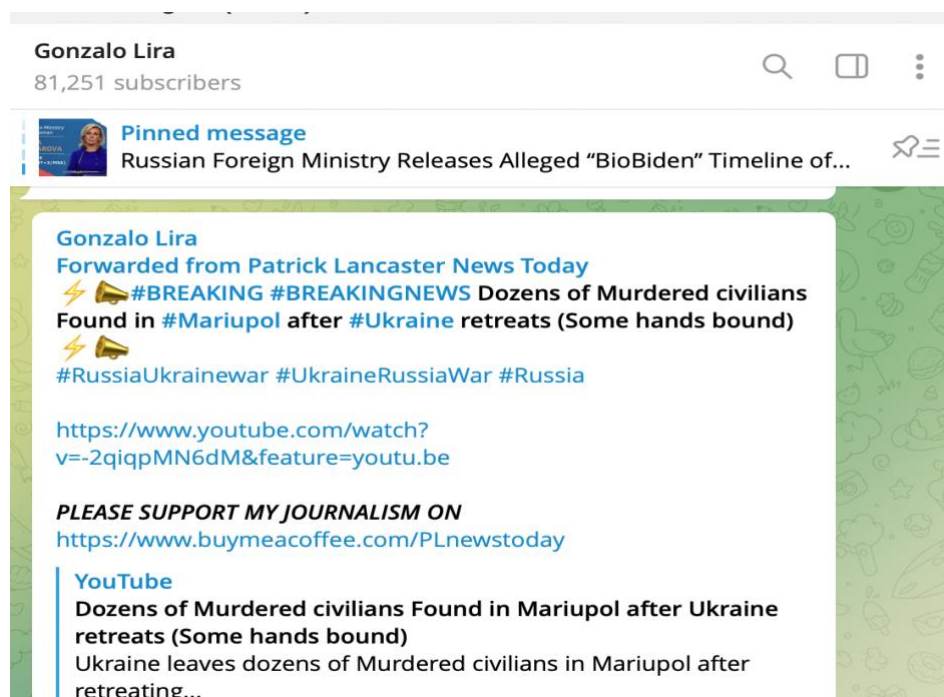 Gonzalo Lira
81,251 subscribers
Pinned message
Russian Foreign Ministry Releases Alleged “BioBiden” Timeline of...
Gonzalo Lira
Forwarded from Patrick Lancaster News Today
⚡📣#BREAKING #BREAKINGNEWS Dozens of Murdered civilians
Found in #Mariupol after #Ukraine retreats (Some hands bound)
⚡📣
#RussiaUkrainewar #UkraineRussiaWar #Russia
https://www.youtube.com/watch?
v=-2qiqpMN6dM&feature=youtu.be
PLEASE SUPPORT MY JOURNALISM ON
https://www.buymeacoffee.com/PLnewstoday
YouTube
Dozens of Murdered civilians Found in Mariupol after Ukraine
retreats (Some hands bound)
Ukraine leaves dozens of Murdered civilians in Mariupol after
retreating...